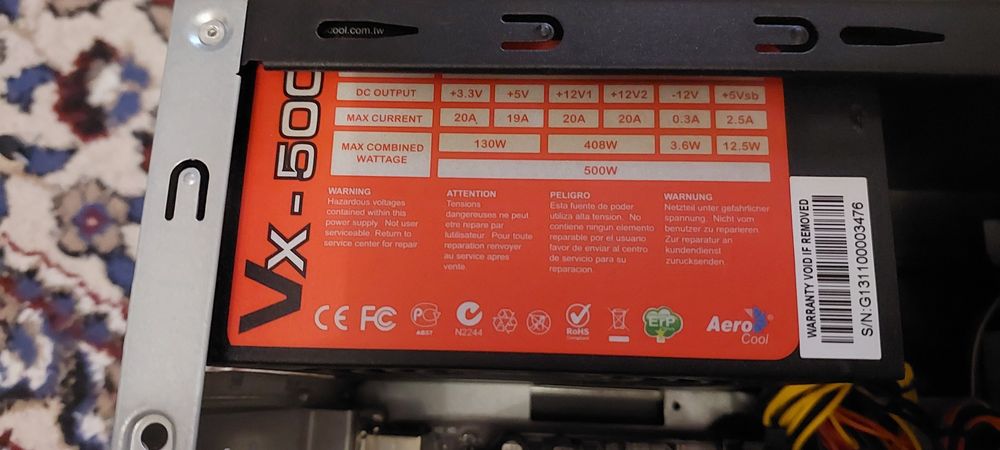 cool.com.tw
VX - 500
DC OUTPUT +3.3V +5V +12V1 +12V2 -12V +5Vsb
MAX CURRENT 20A 19A 20A 20A 0.3A 2.5A
MAX COMBINED WATTAGE 130W 408W 3.6W 12.5W
500W
WARNING
Hazardous voltages
contained within this
power supply. Not user
serviceable. Return to
service center for repair
ATTENTION
Tensions
dangereuses ne peut
etre repare par
lutilisateur. Pour toute
reparation renvoyer
au service apres
vente.
PELIGRO
Esta fuente de poder
utiliza alta tension. No
contiene ningun elemento
reparable por el usuario
favor de enviar al centro
de servicio para su
reparacion.
WARNUNG
Netzteil unter gefahrlicher
spannung. Nicht vom
benutzer zu reparieren.
Zur reparatur an
kundendienst
zurucksenden.
CE FC
N2244
RoHS
Compliant
ErP
Aero
Cool
WARRANTY VOID IF REMOVED
S/N:G131100003476